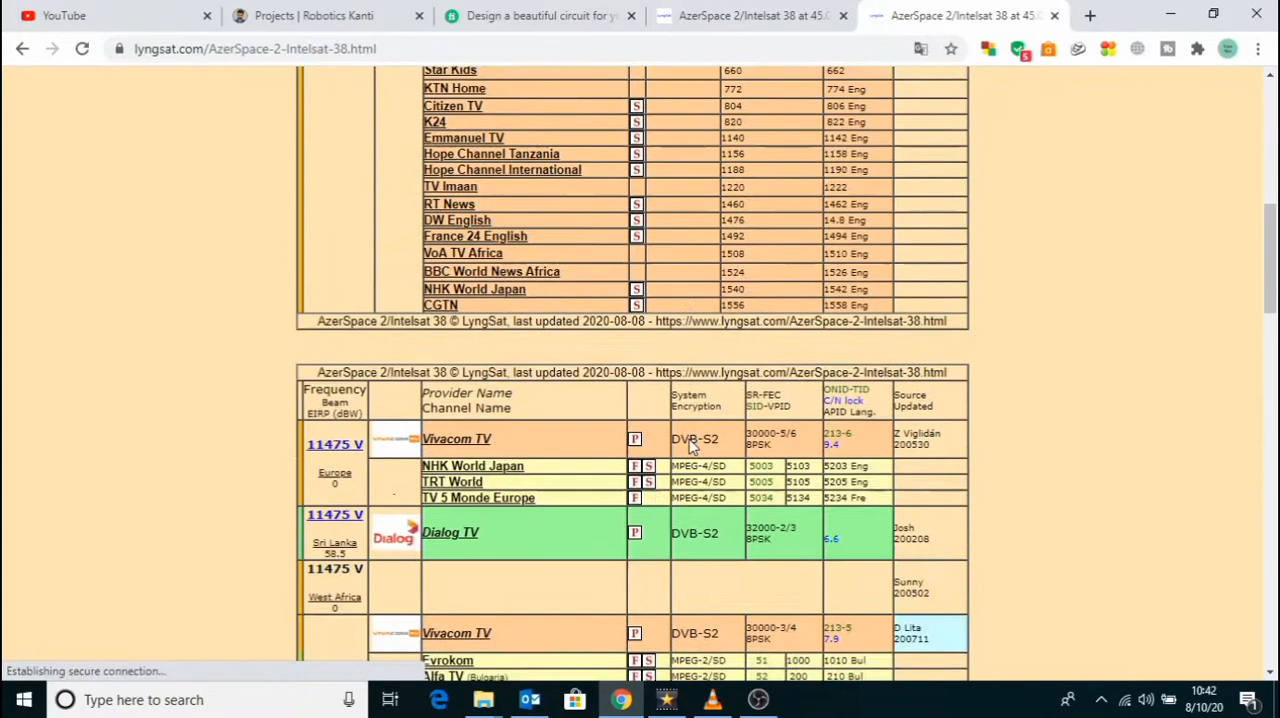 YouTube
Projects | Robotics Kanti
Design a beautiful circuit for yo
AzerSpace 2/Intelsat 38 at 45.0
AzerSpace 2/Intelsat 38 at 45.0
lyngsat.com/AzerSpace-2-Intelsat-38.html
Star Kids 660 662
KTN Home 772 774 Eng
Citizen TV S 804 806 Eng
K24 S 820 822 Eng
Emmanuel TV S 1140 1142 Eng
Hope Channel Tanzania S 1156 1158 Eng
Hope Channel International S 1188 1190 Eng
TV Imaan 1220 1222
RT News S 1460 1462 Eng
DW English S 1476 14.8 Eng
France 24 English S 1492 1494 Eng
VoA TV Africa 1508 1510 Eng
BBC World News Africa 1524 1526 Eng
NHK World Japan S 1540 1542 Eng
CGTN S 1556 1558 Eng
AzerSpace 2/Intelsat 38 © LyngSat, last updated 2020-08-08 - https://www.lyngsat.com/AzerSpace-2-Intelsat-38.html
AzerSpace 2/Intelsat 38 © LyngSat, last updated 2020-08-08 - https://www.lyngsat.com/AzerSpace-2-Intelsat-38.html
Frequency
Beam
EIRP (dBW)
Provider Name
Channel Name
System
Encryption
SR-FEC
SID-VPID
ONID-TID
C/N lock
APID Lang.
Source
Updated
11475 V
Europe
0
Vivacom TV P DVB-S2
30000-5/6
8PSK
213-6
9.4
Z Viglidán
200530
NHK World Japan F S MPEG-4/SD 5003 5103 5203 Eng
TRT World F S MPEG-4/SD 5005 5105 5205 Eng
TV 5 Monde Europe F MPEG-4/SD 5034 5134 5234 Fre
11475 V
Sri Lanka
58.5
Dialog
Dialog TV P DVB-S2
32000-2/3
8PSK
6.6
Josh
200208
11475 V
West Africa
0
Sunny
200502
Vivacom TV P DVB-S2
30000-3/4
8PSK
213-5
7.9
D Lita
200711
Evrokom F S MPEG-2/SD 51 1000 1010 Bul
Alfa TV (Bulgaria) F S MPEG-2/SD 52 200 210 Bul
Establishing secure connection...
Type here to search
10:42
8/10/20